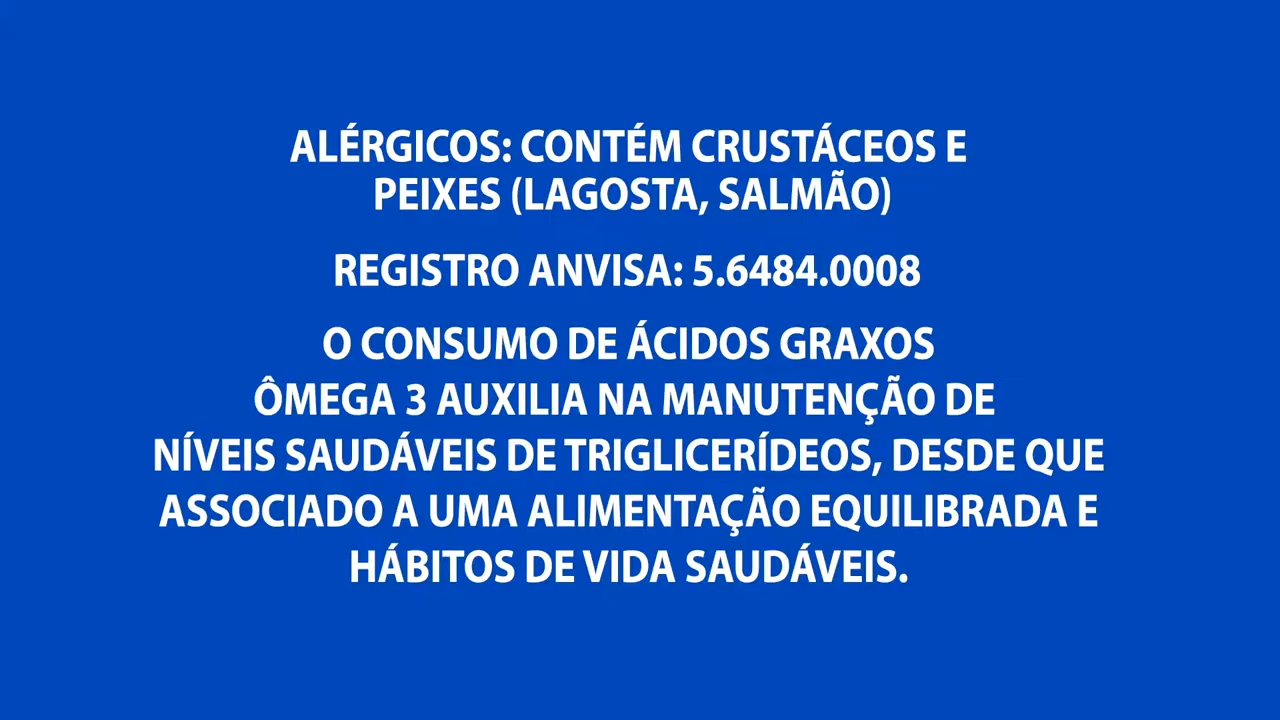 ALÉRGICOS: CONTÉM CRUSTÁCEOS E
PEIXES (LAGOSTA, SALMÃO)
REGISTRO ANVISA: 5.6484.0008
O CONSUMO DE ÁCIDOS GRAXOS
ÔMEGA 3 AUXILIA NA MANUTENÇÃO DE
NÍVEIS SAUDÁVEIS DE TRIGLICERÍDEOS, DESDE QUE
ASSOCIADO A UMA ALIMENTAÇÃO EQUILIBRADA E
HÁBITOS DE VIDA SAUDÁVEIS.